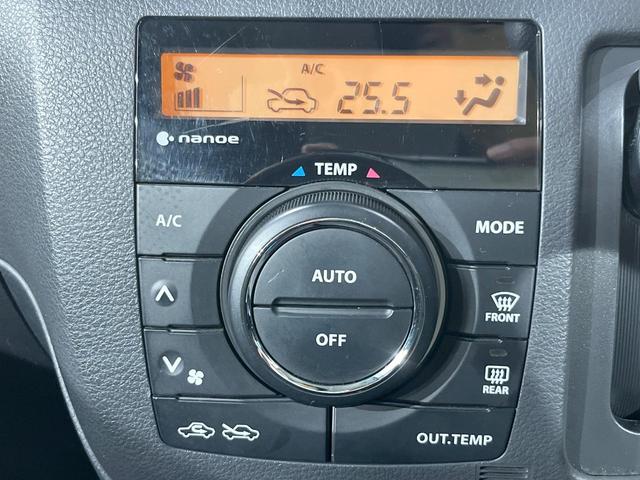 A/C
25.5
nanoe
TEMP
A/C
MODE
AUTO
OFF
FRONT
REAR
OUT.TEMP